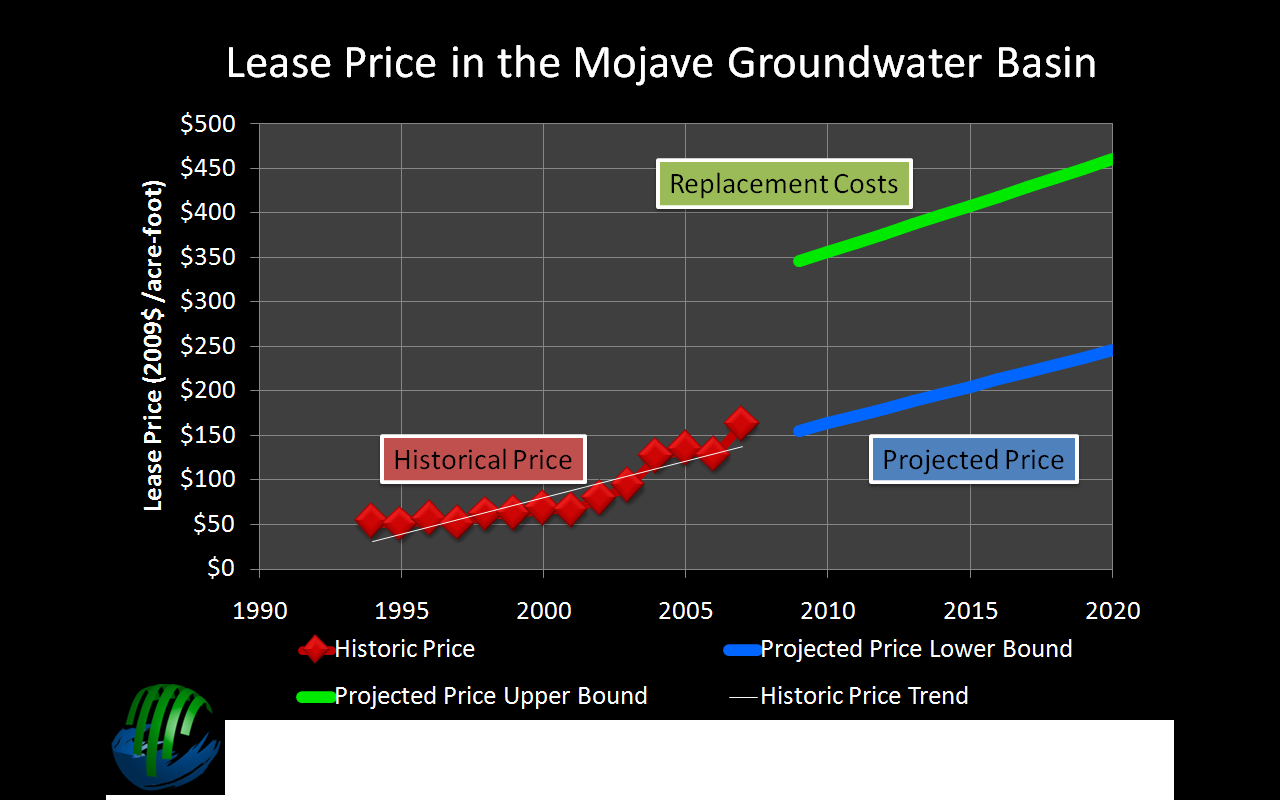 Lease Price in the Mojave Groundwater Basin
Lease Price (2009$ /acre-foot)
$500
$450
$400
$350
$300
$250
$200
$150
$100
$50
$0
Replacement Costs
Historical Price
Projected Price
1990 1995 2000 2005 2010 2015 2020
Historic Price Projected Price Lower Bound
Projected Price Upper Bound Historic Price Trend